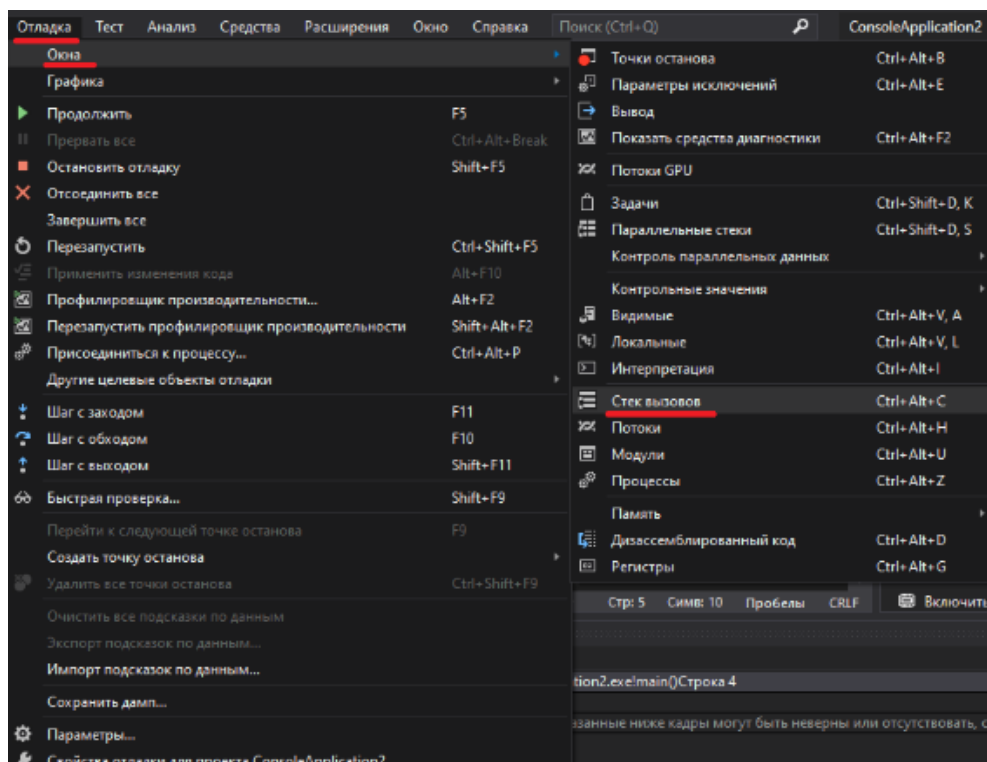 Отладка Тест Анализ Средства Расширения Окно Справка Поиск (Ctrl+Q) ConsoleApplication2
Окна
Графика
Продолжить F5
Прервать все Ctrl+Alt+Break
Остановить отладку Shift+F5
Отсоединить все
Завершить все
Перезапустить Ctrl+Shift+F5
Применить изменения кода Alt+F10
Профилировщик производительности... Alt+F2
Перезапустить профилировщик производительности Shift+Alt+F2
Присоединиться к процессу... Ctrl+Alt+P
Другие целевые объекты отладки
Шаг с заходом F11
Шаг с обходом F10
Шаг с выходом Shift+F11
Быстрая проверка... Shift+F9
Перейти к следующей точке останова F9
Создать точку останова
Удалить все точки останова Ctrl+Shift+F9
Очистить все подсказки по данным
Экспорт подсказок по данным...
Импорт подсказок по данным...
Сохранить дамп...
Параметры...
Свойства отладки для проекта ConsoleApplication2
Точки останова Ctrl+Alt+B
Параметры исключений Ctrl+Alt+E
Вывод
Показать средства диагностики Ctrl+Alt+F2
Потоки GPU
Задачи Ctrl+Shift+D, K
Параллельные стеки Ctrl+Shift+D, S
Контроль параллельных данных
Контрольные значения
Видимые Ctrl+Alt+V, A
Локальные Ctrl+Alt+V, L
Интерпретация Ctrl+Alt+I
Стек вызовов Ctrl+Alt+C
Потоки Ctrl+Alt+H
Модули Ctrl+Alt+U
Процессы Ctrl+Alt+Z
Память
Дизассемблированный код Ctrl+Alt+D
Регистры Ctrl+Alt+G
Стр: 5 Симв: 10 Пробелы CRLF Включить
tion2.exe!main()Строка 4
занные ниже кадры могут быть неверны или отсутствовать,